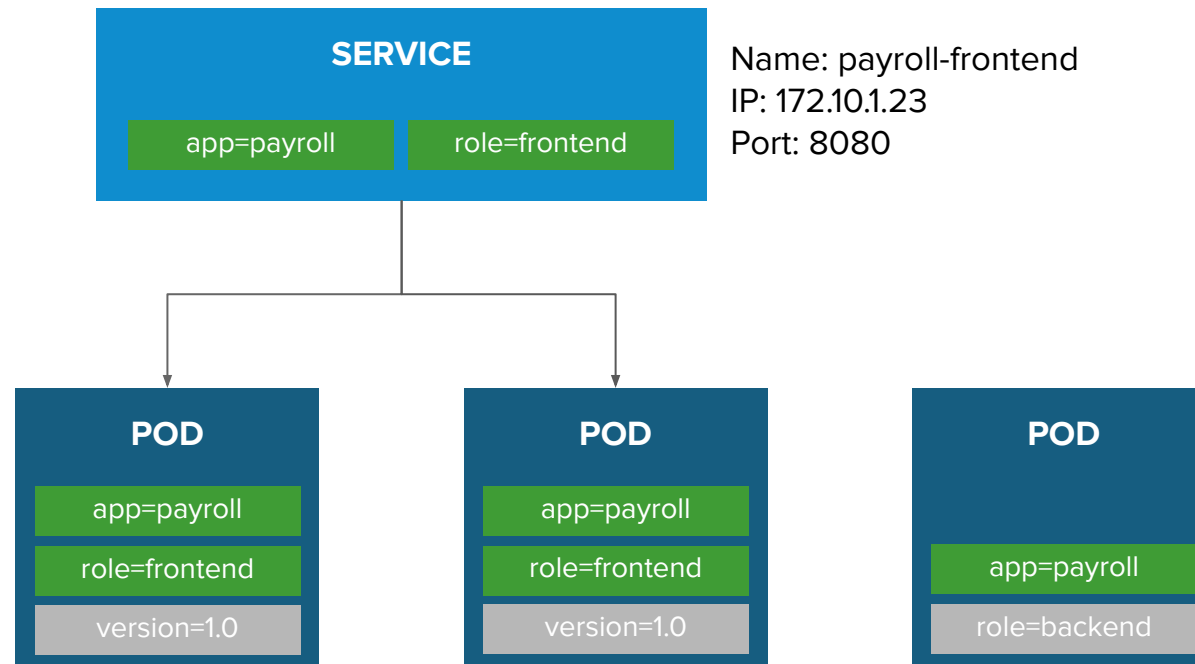 SERVICE
app=payroll
role=frontend
Name: payroll-frontend
IP: 172.10.1.23
Port: 8080
POD
app=payroll
role=frontend
version=1.0
POD
app=payroll
role=frontend
version=1.0
POD
app=payroll
role=backend